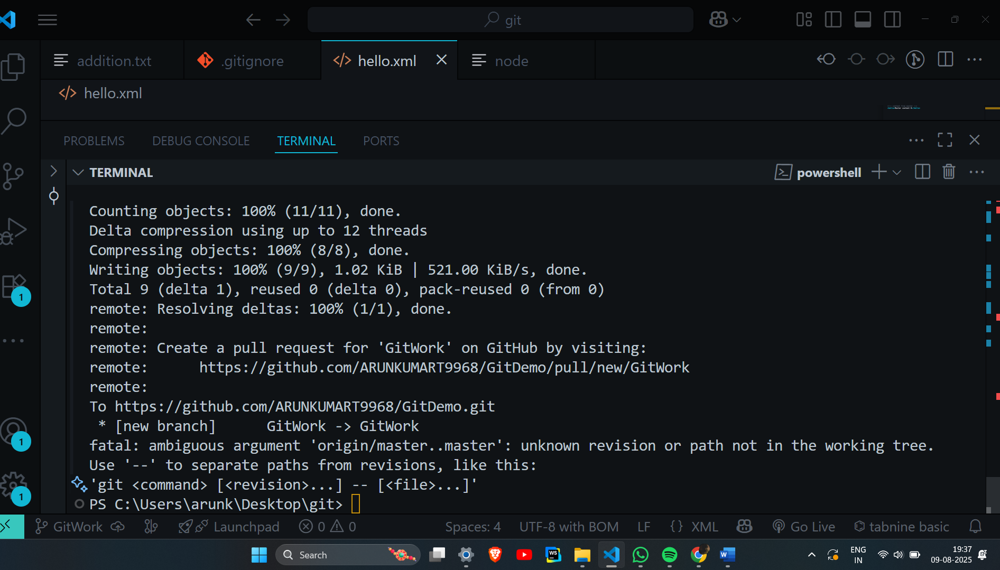 git
addition.txt
.gitignore
hello.xml
node
hello.xml
PROBLEMS
DEBUG CONSOLE
TERMINAL
PORTS
TERMINAL
powershell
Counting objects: 100% (11/11), done.
Delta compression using up to 12 threads
Compressing objects: 100% (8/8), done.
Writing objects: 100% (9/9), 1.02 KiB | 521.00 KiB/s, done.
Total 9 (delta 1), reused 0 (delta 0), pack-reused 0 (from 0)
remote: Resolving deltas: 100% (1/1), done.
remote:
remote: Create a pull request for 'GitWork' on GitHub by visiting:
remote:      https://github.com/ARUNKUMART9968/GitDemo/pull/new/GitWork
remote:
To https://github.com/ARUNKUMART9968/GitDemo.git
 * [new branch]      GitWork -> GitWork
fatal: ambiguous argument 'origin/master..master': unknown revision or path not in the working tree.
Use '--' to separate paths from revisions, like this:
'git <command> [<revision>...] -- [<file>...]'
PS C:\Users\arunk\Desktop\git>
1
1
1
GitWork
Launchpad
0
0
Spaces: 4
UTF-8 with BOM
LF
{} XML
Go Live
tabnine basic
Search
WS
W
ENG
IN
19:37
09-08-2025